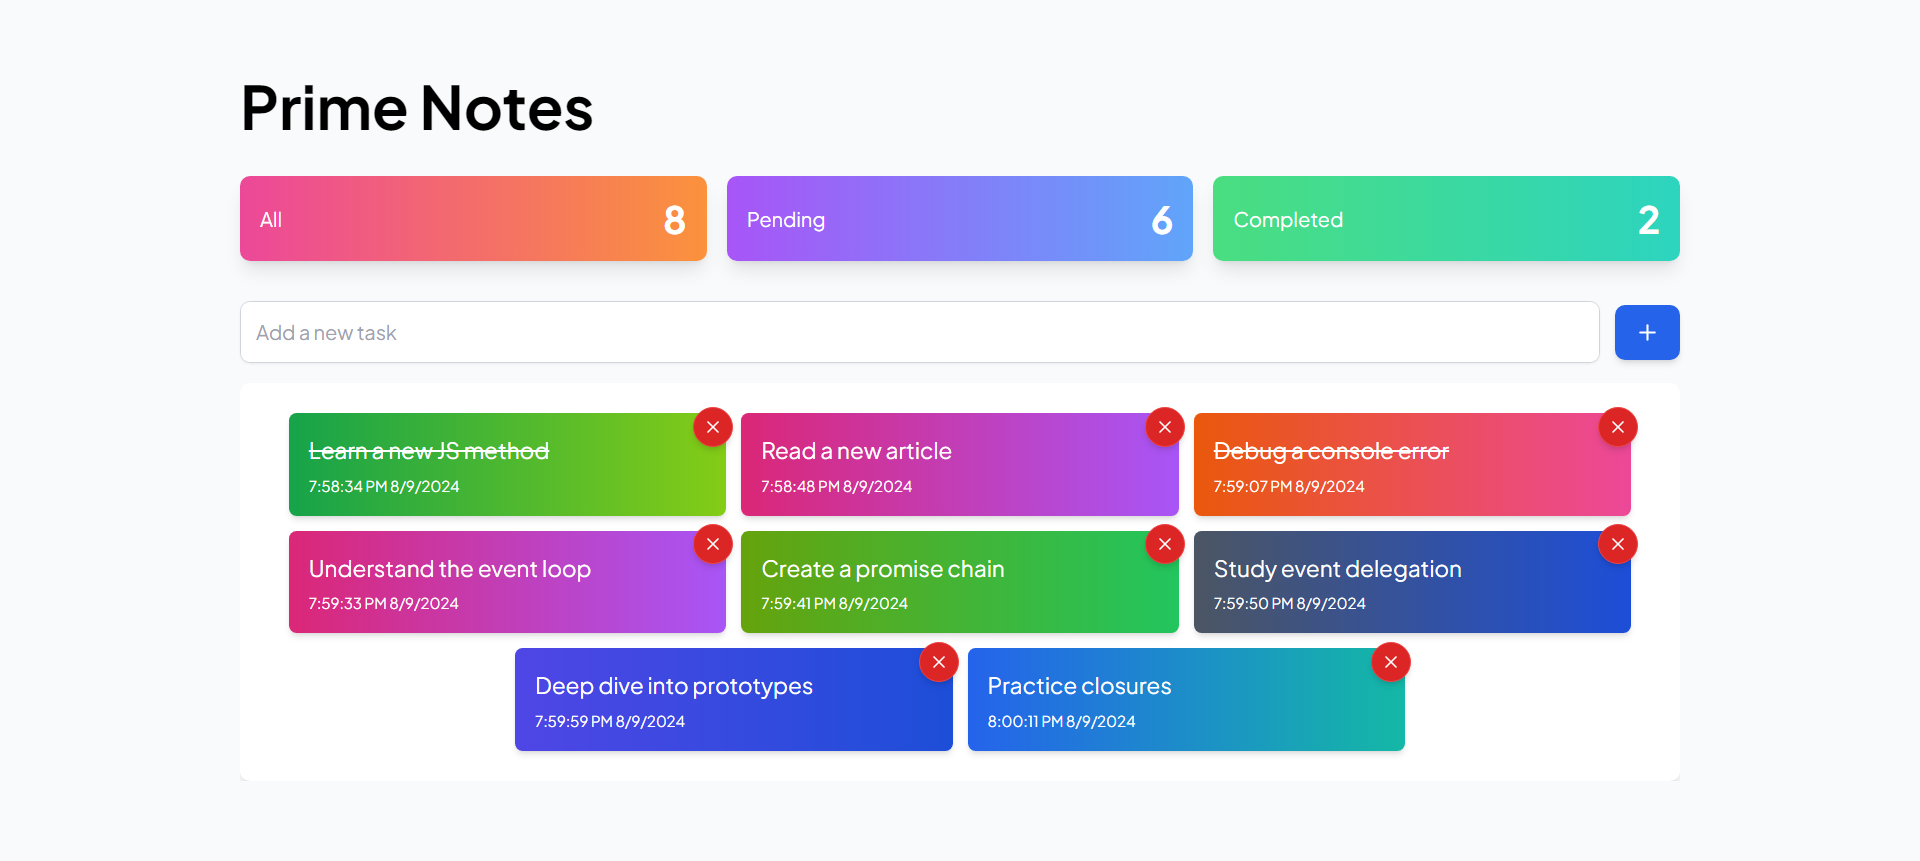 Prime Notes
All 8
Pending 6
Completed 2
Add a new task
Learn a new JS method
7:58:34 PM 8/9/2024
Read a new article
7:58:48 PM 8/9/2024
Debug a console error
7:59:07 PM 8/9/2024
Understand the event loop
7:59:33 PM 8/9/2024
Create a promise chain
7:59:41 PM 8/9/2024
Study event delegation
7:59:50 PM 8/9/2024
Deep dive into prototypes
7:59:59 PM 8/9/2024
Practice closures
8:00:11 PM 8/9/2024